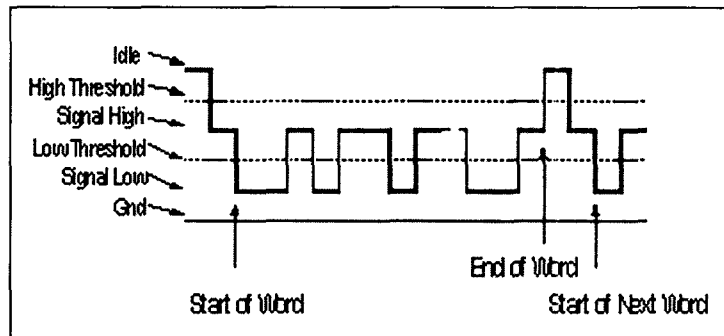 Idle
High Threshold
Signal High
Low Threshold
Signal Low
Gnd
End of Word
Start of Word
Start of Next Word